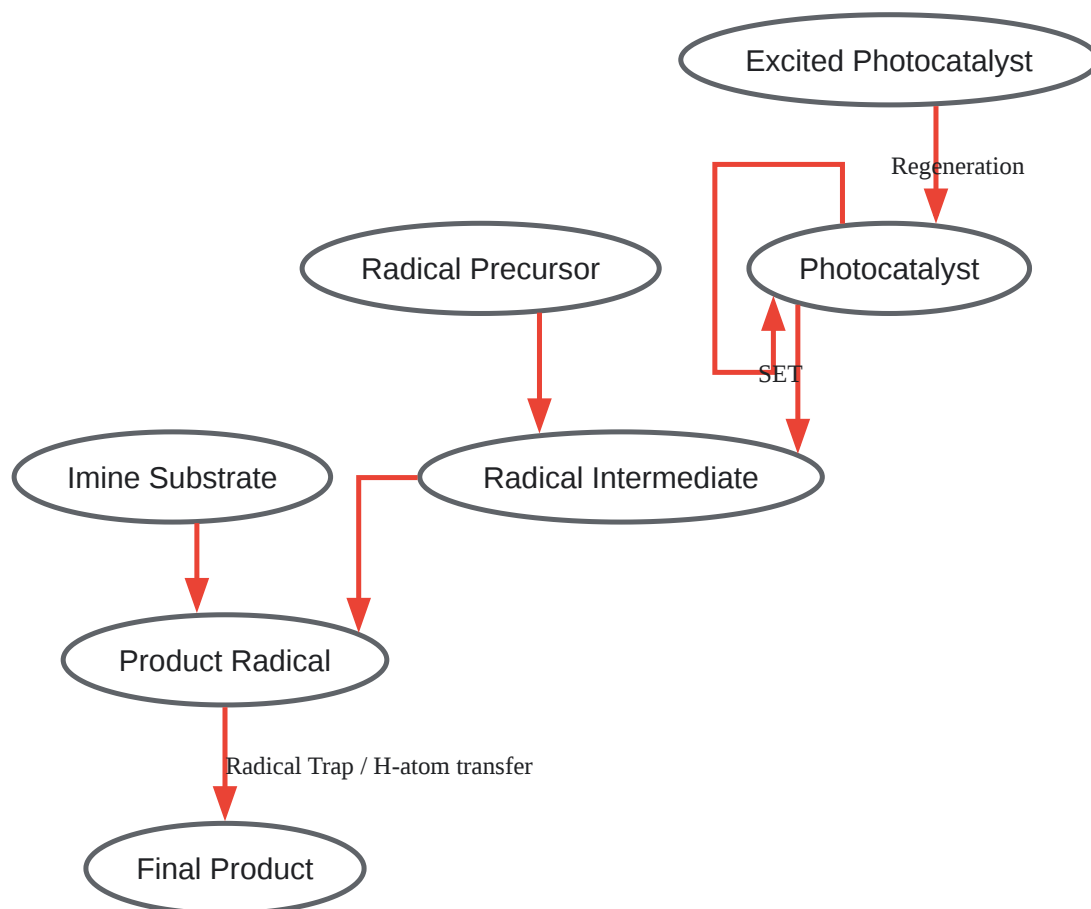 Excited Photocatalyst
Regeneration
Radical Precursor
Photocatalyst
SET
Imine Substrate
Radical Intermediate
Product Radical
Radical Trap / H-atom transfer
Final Product